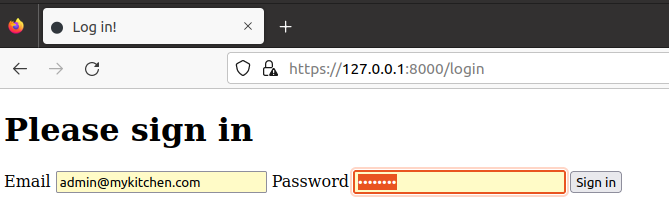 Log in!
https://127.0.0.1:8000/login
Please sign in
Email admin@mykitchen.com Password •••••••• Sign in